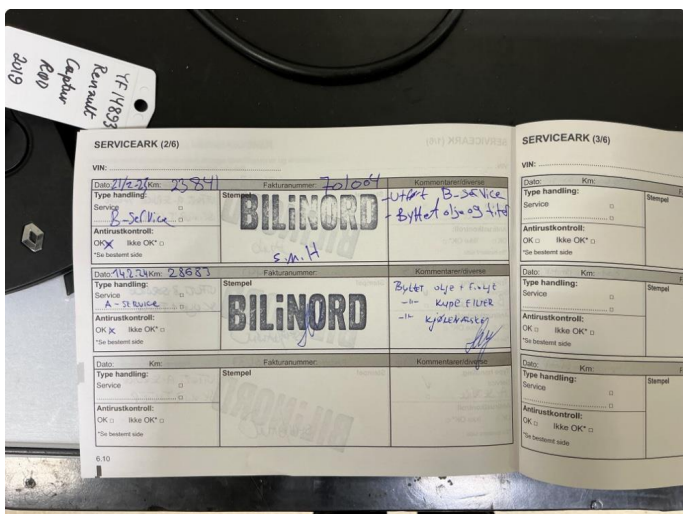 YF14893
Renault
Captur
RØD
2019
SERVICEARK (2/6)
VIN:
Dato: 21/2-23 Km: 23841
Fakturanummer: 701004
Kommentarer/diverse
Type handling:
Service
B-Service
Antirustkontroll:
OK Ikke OK*
*Se bestemt side
Stempel
BILiNORD
S.M.H
-Utført B-Service
- Byttet olje og filter
Dato: 14.2.24 Km: 28683
Fakturanummer:
Kommentarer/diverse
Type handling:
Service
A-SERVICE
Antirustkontroll:
OK Ikke OK*
*Se bestemt side
Stempel
BILiNORD
Byttet olje + Filter
-"- KUPE FILTER
-"- KJØLEVÆSKE
Dato: Km:
Fakturanummer:
Kommentarer/diverse
Type handling:
Service
Antirustkontroll:
OK Ikke OK*
*Se bestemt side
Stempel
6.10
SERVICEARK (3/6)
VIN:
Dato: Km:
Type handling:
Service
Antirustkontroll:
OK Ikke OK*
*Se bestemt side
Stempel
Dato: Km:
Type handling:
Service
Antirustkontroll:
OK Ikke OK*
*Se bestemt side
Stempel
Dato: Km:
Type handling:
Service
Antirustkontroll:
OK Ikke OK*
*Se bestemt side
Stempel